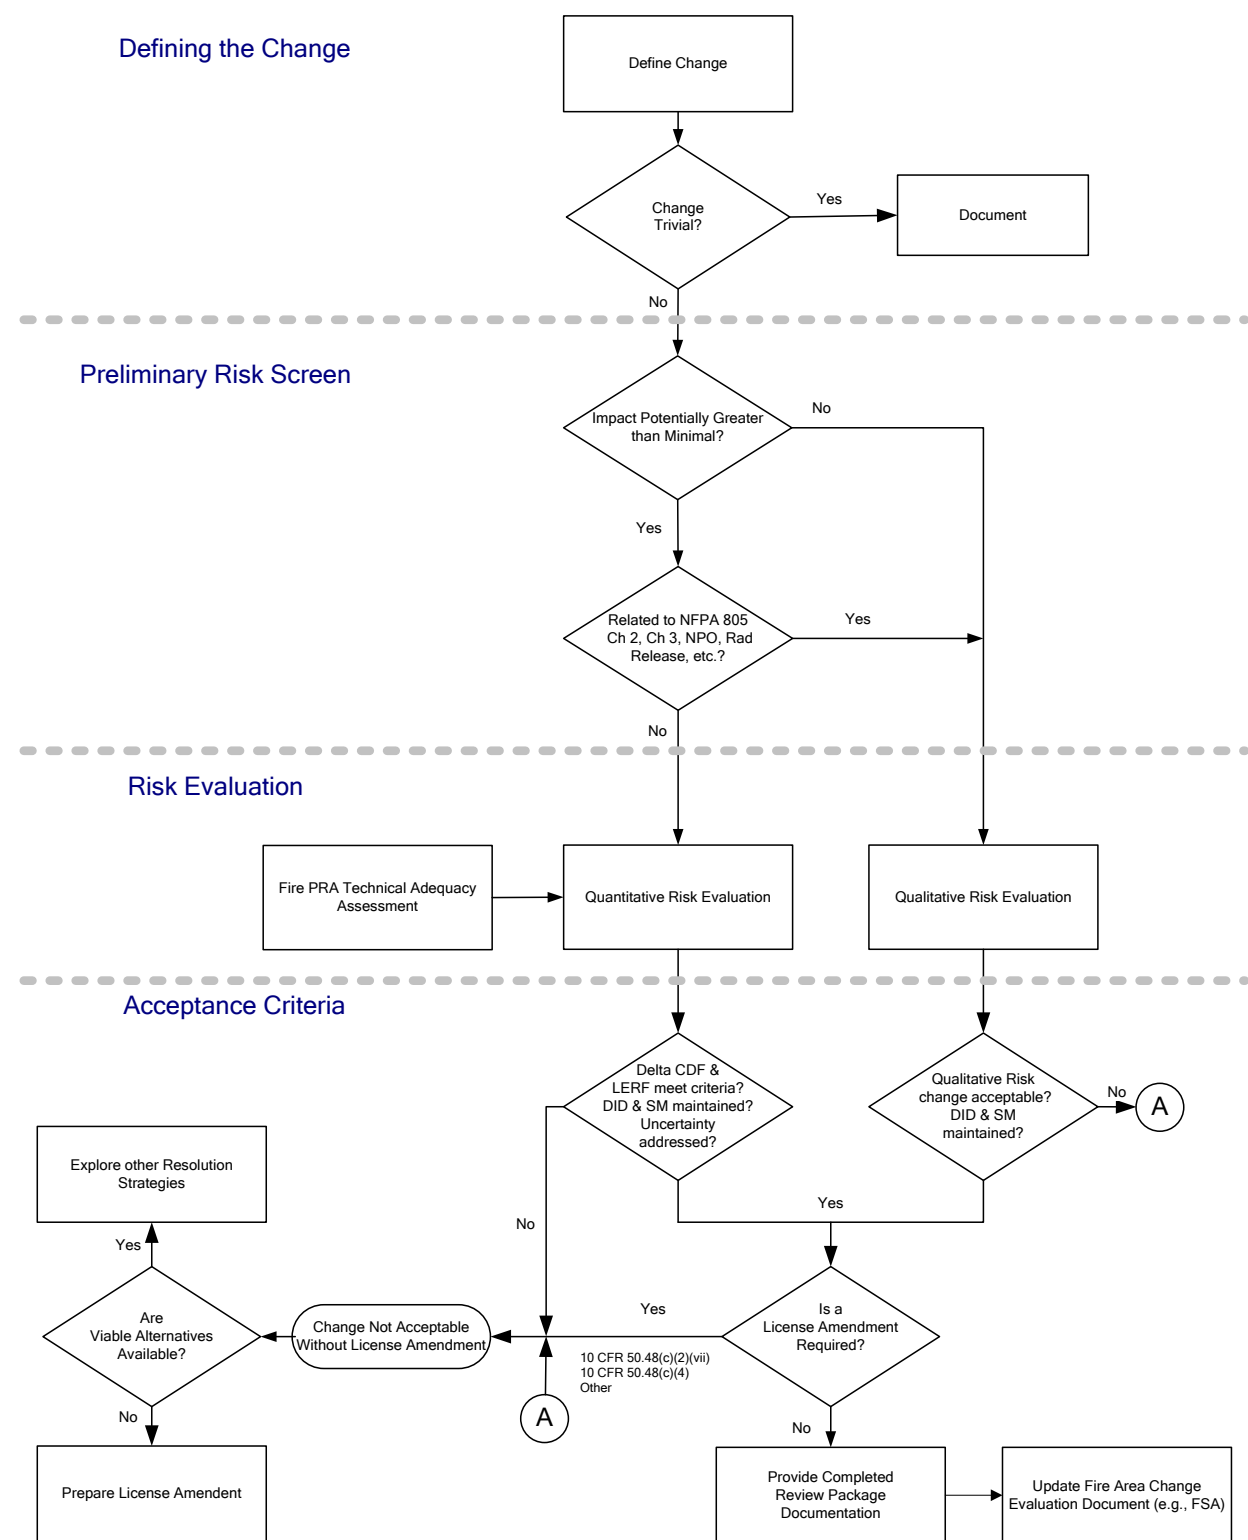 Defining the Change
Define Change
Change
Trivial?
Yes
Document
No
Preliminary Risk Screen
Impact Potentially Greater
than Minimal?
No
Yes
Related to NFPA 805
Ch 2, Ch 3, NPO, Rad
Release, etc.?
Yes
No
Risk Evaluation
Fire PRA Technical Adequacy
Assessment
Quantitative Risk Evaluation
Qualitative Risk Evaluation
Acceptance Criteria
Delta CDF &
LERF meet criteria?
DID & SM maintained?
Uncertainty
addressed?
Qualitative Risk
change acceptable?
DID & SM
maintained?
No
A
Explore other Resolution
Strategies
Yes
No
Yes
Are
Viable Alternatives
Available?
Change Not Acceptable
Without License Amendment
Yes
10 CFR 50.48(c)(2)(vii)
10 CFR 50.48(c)(4)
Other
Is a
License Amendment
Required?
A
No
No
Prepare License Amendent
Provide Completed
Review Package
Documentation
Update Fire Area Change
Evaluation Document (e.g., FSA)